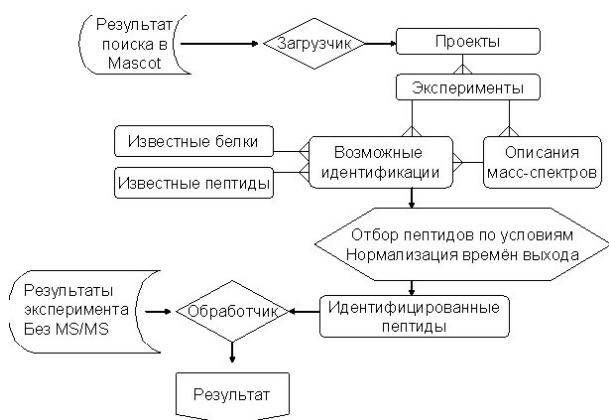 Результат
поиска в
Mascot
Загрузчик
Проекты
Эксперименты
Известные белки
Известные пептиды
Возможные
идентификации
Описания
масс-спектров
Отбор пептидов по условиям
Нормализация времён выхода
Результаты
эксперимента
Без MS/MS
Обработчик
Идентифицированные
пептиды
Результат